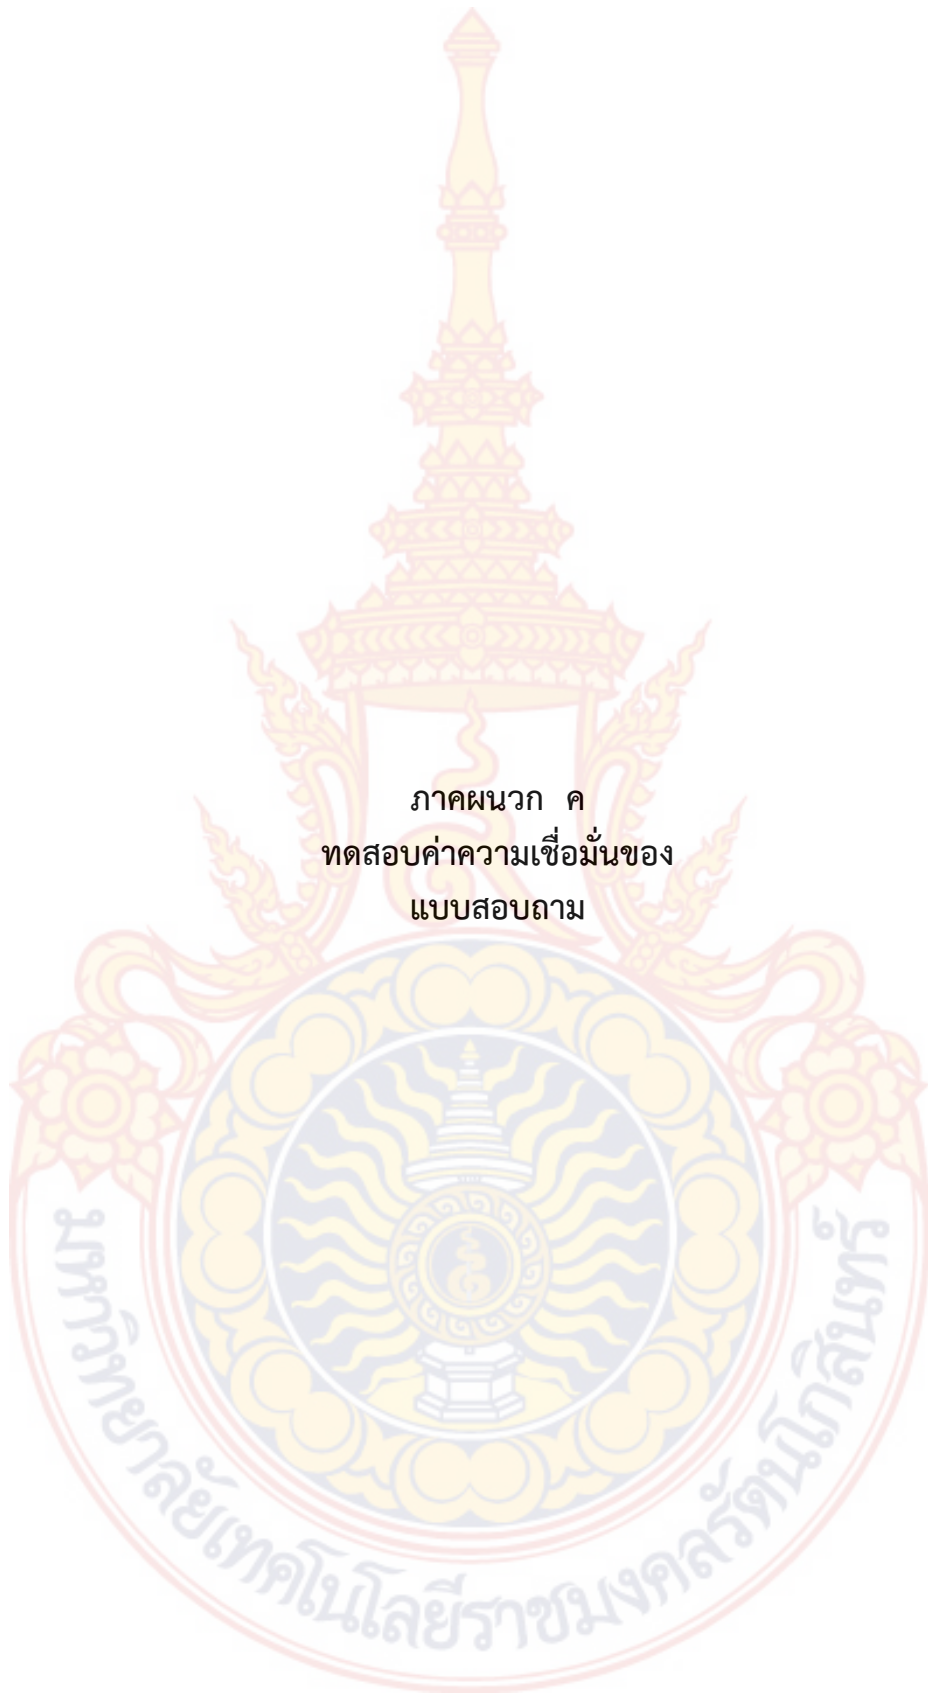 ภาคผนวก ค
ทดสอบค่าความเชื่อมั่นของ
แบบสอบถาม
มหาวิทยาลัยเทคโนโลยีราชมงคลรัตนโกสินทร์